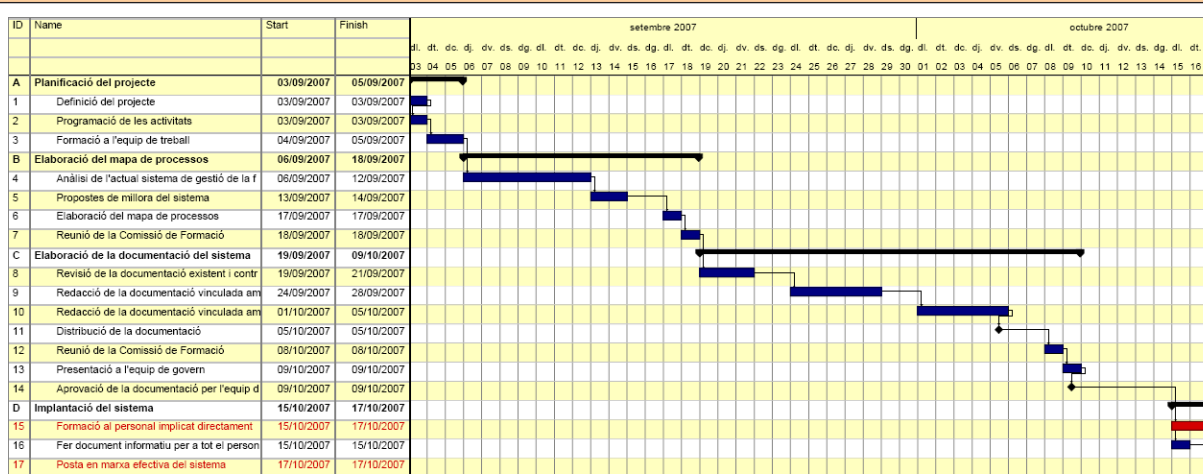 ID Name Start Finish setembre 2007 octubre 2007
dl. dt. dc. dj. dv. ds. dg. dl. dt. dc. dj. dv. ds. dg. dl. dt. dc. dj. dv. ds. dg. dl. dt. dc. dj. dv. ds. dg. dl. dt. dc. dj. dv. ds. dg. dl. dt. dc. dj. dv. ds. dg. dl. dt.
03 04 05 06 07 08 09 10 11 12 13 14 15 16 17 18 19 20 21 22 23 24 25 26 27 28 29 30 01 02 03 04 05 06 07 08 09 10 11 12 13 14 15 16
A Planificació del projecte 03/09/2007 05/09/2007
1 Definició del projecte 03/09/2007 03/09/2007
2 Programació de les activitats 03/09/2007 03/09/2007
3 Formació a l'equip de treball 04/09/2007 05/09/2007
B Elaboració del mapa de processos 06/09/2007 18/09/2007
4 Anàlisi de l'actual sistema de gestió de la f 06/09/2007 12/09/2007
5 Propostes de millora del sistema 13/09/2007 14/09/2007
6 Elaboració del mapa de processos 17/09/2007 17/09/2007
7 Reunió de la Comissió de Formació 18/09/2007 18/09/2007
C Elaboració de la documentació del sistema 19/09/2007 09/10/2007
8 Revisió de la documentació existent i contr 19/09/2007 21/09/2007
9 Redacció de la documentació vinculada am 24/09/2007 28/09/2007
10 Redacció de la documentació vinculada am 01/10/2007 05/10/2007
11 Distribució de la documentació 05/10/2007 05/10/2007
12 Reunió de la Comissió de Formació 08/10/2007 08/10/2007
13 Presentació a l'equip de govern 09/10/2007 09/10/2007
14 Aprovació de la documentació per l'equip d 09/10/2007 09/10/2007
D Implantació del sistema 15/10/2007 17/10/2007
15 Formació al personal implicat directament 15/10/2007 17/10/2007
16 Fer document informatiu per a tot el person 15/10/2007 15/10/2007
17 Posta en marxa efectiva del sistema 17/10/2007 17/10/2007